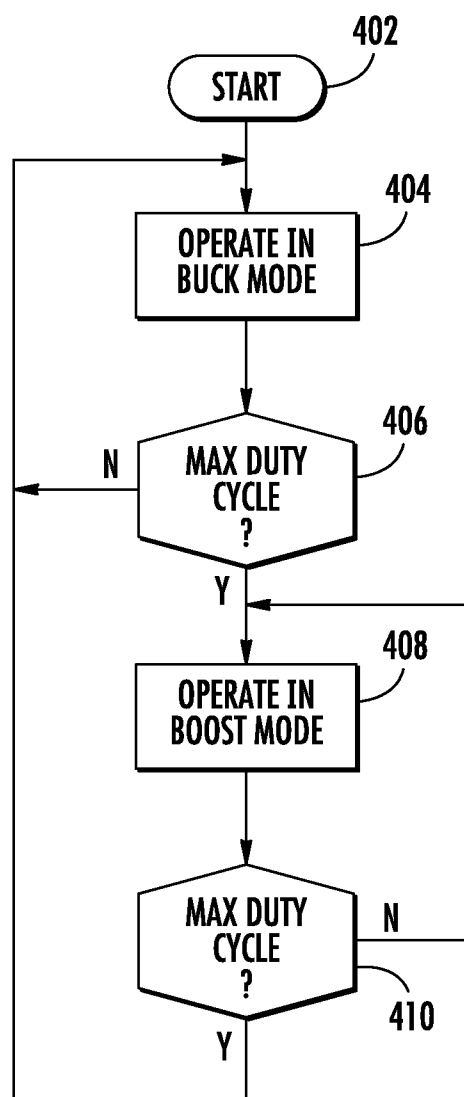 402
START
404
OPERATE IN
BUCK MODE
406
N
MAX DUTY
CYCLE
?
Y
408
OPERATE IN
BOOST MODE
MAX DUTY
CYCLE
?
N
410
Y